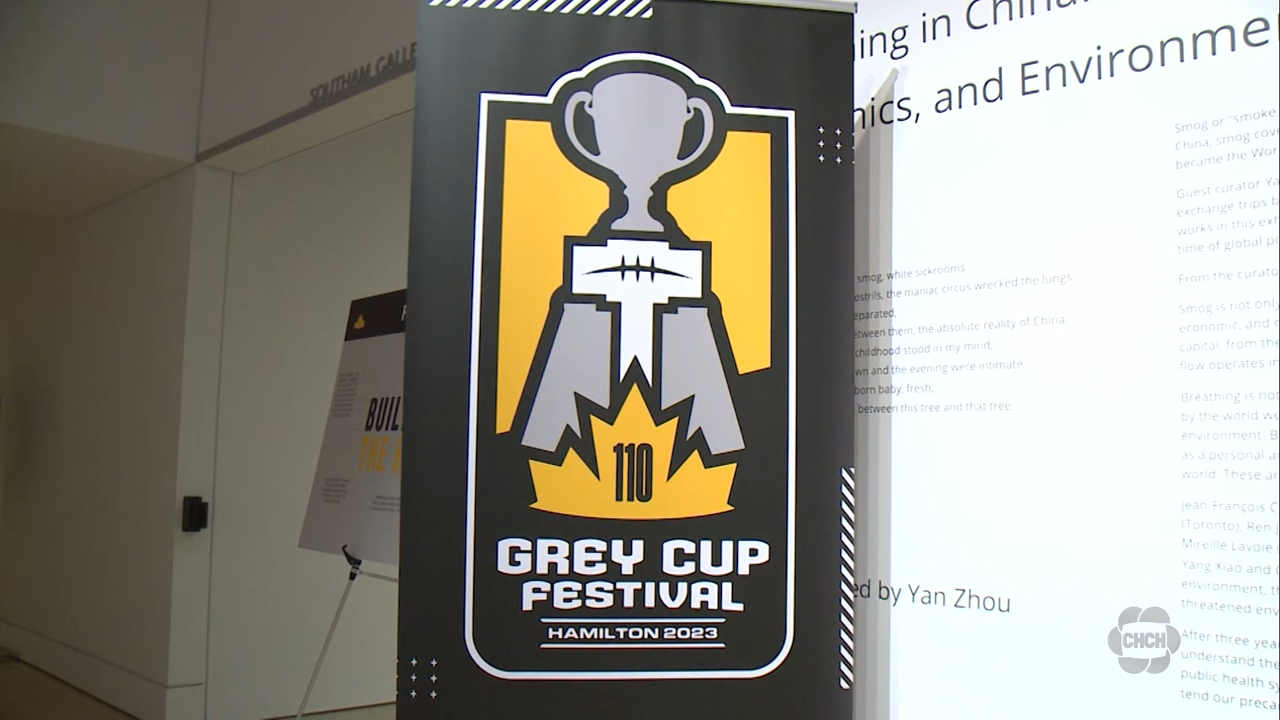 SOUTHAM GALLE
BUIL
THE
110
GREY CUP
FESTIVAL
HAMILTON 2023
ing in China
nics, and Environme
smog, white sickrooms.
ostrils, the maniac circus wrecked the lungs,
eparated,
etween them, the absolute reality of China.
childhood stood in my mind,
wn and the evening were intimate.
born baby, fresh,
between this tree and that tree.
ed by Yan Zhou
Smog or "smoke
China, smog cov
became the Wor
Guest curator Ya
exchange trips b
works in this ex
time of global p
From the curato
Smog is not onl
economic, and
capital, from the
flow operates i
Breathing is not
by the world w
environment. B
as a personal a
world. These ar
Jean-François C
(Toronto), Ren
Mireille Lavoie
Yang Xiao and
environment, t
threatened env
After three yea
understand the
public health sy
tend our preca
CHCH